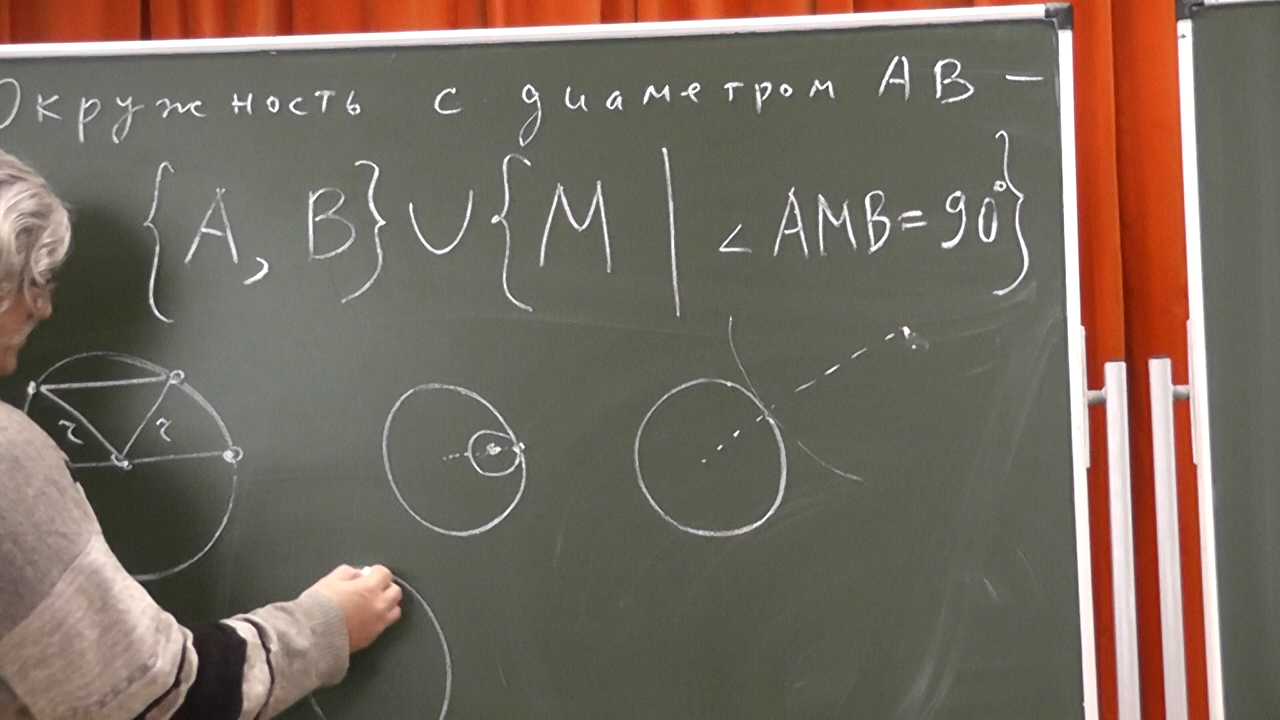 Окружность с диаметром AB —
{A, B} ∪ {M | ∠AMB = 90°}
r r